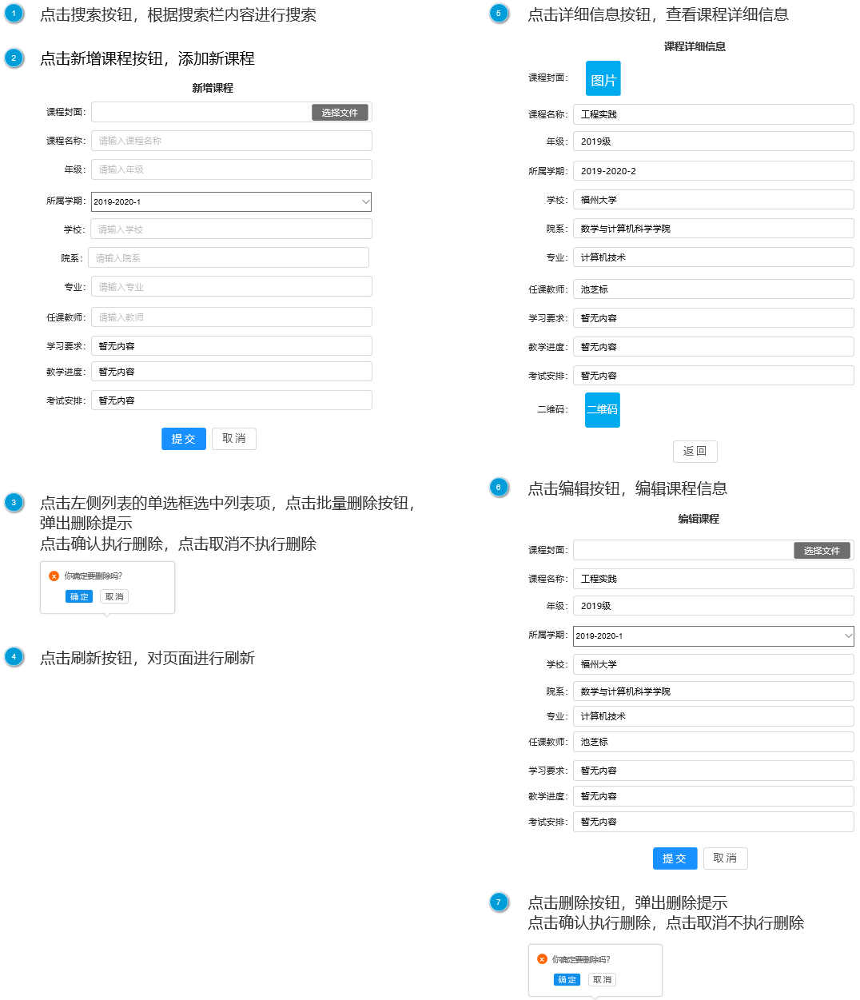 1
点击搜索按钮，根据搜索栏内容进行搜索
2
点击新增课程按钮，添加新课程
新增课程
课程封面：
选择文件
课程名称： 请输入课程名称
年级： 请输入年级
所属学期： 2019-2020-1
学校： 请输入学校
院系： 请输入院系
专业： 请输入专业
任课教师： 请输入教师
学习要求： 暂无内容
教学进度： 暂无内容
考试安排： 暂无内容
提交 取消
3
点击左侧列表的单选框选中列表项，点击批量删除按钮，
弹出删除提示
点击确认执行删除，点击取消不执行删除
你确定要删除吗？
确定 取消
4
点击刷新按钮，对页面进行刷新
5
点击详细信息按钮，查看课程详细信息
课程详细信息
课程封面： 图片
课程名称： 工程实践
年级： 2019级
所属学期： 2019-2020-2
学校： 福州大学
院系： 数学与计算机科学学院
专业： 计算机技术
任课教师： 池芝标
学习要求： 暂无内容
教学进度： 暂无内容
考试安排： 暂无内容
二维码： 二维码
返回
6
点击编辑按钮，编辑课程信息
编辑课程
课程封面： 选择文件
课程名称： 工程实践
年级： 2019级
所属学期： 2019-2020-1
学校： 福州大学
院系： 数学与计算机科学学院
专业： 计算机技术
任课教师： 池芝标
学习要求： 暂无内容
教学进度： 暂无内容
考试安排： 暂无内容
提交 取消
7
点击删除按钮，弹出删除提示
点击确认执行删除，点击取消不执行删除
你确定要删除吗？
确定 取消